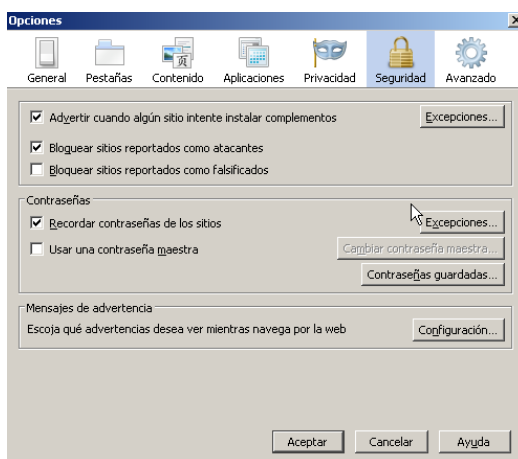 Opciones
General Pestañas Contenido Aplicaciones Privacidad Seguridad Avanzado
Advertir cuando algún sitio intente instalar complementos Excepciones...
Bloquear sitios reportados como atacantes
Bloquear sitios reportados como falsificados
Contraseñas
Recordar contraseñas de los sitios Excepciones...
Usar una contraseña maestra Cambiar contraseña maestra...
Contraseñas guardadas...
Mensajes de advertencia
Escoja qué advertencias desea ver mientras navega por la web Configuración...
Aceptar Cancelar Ayuda